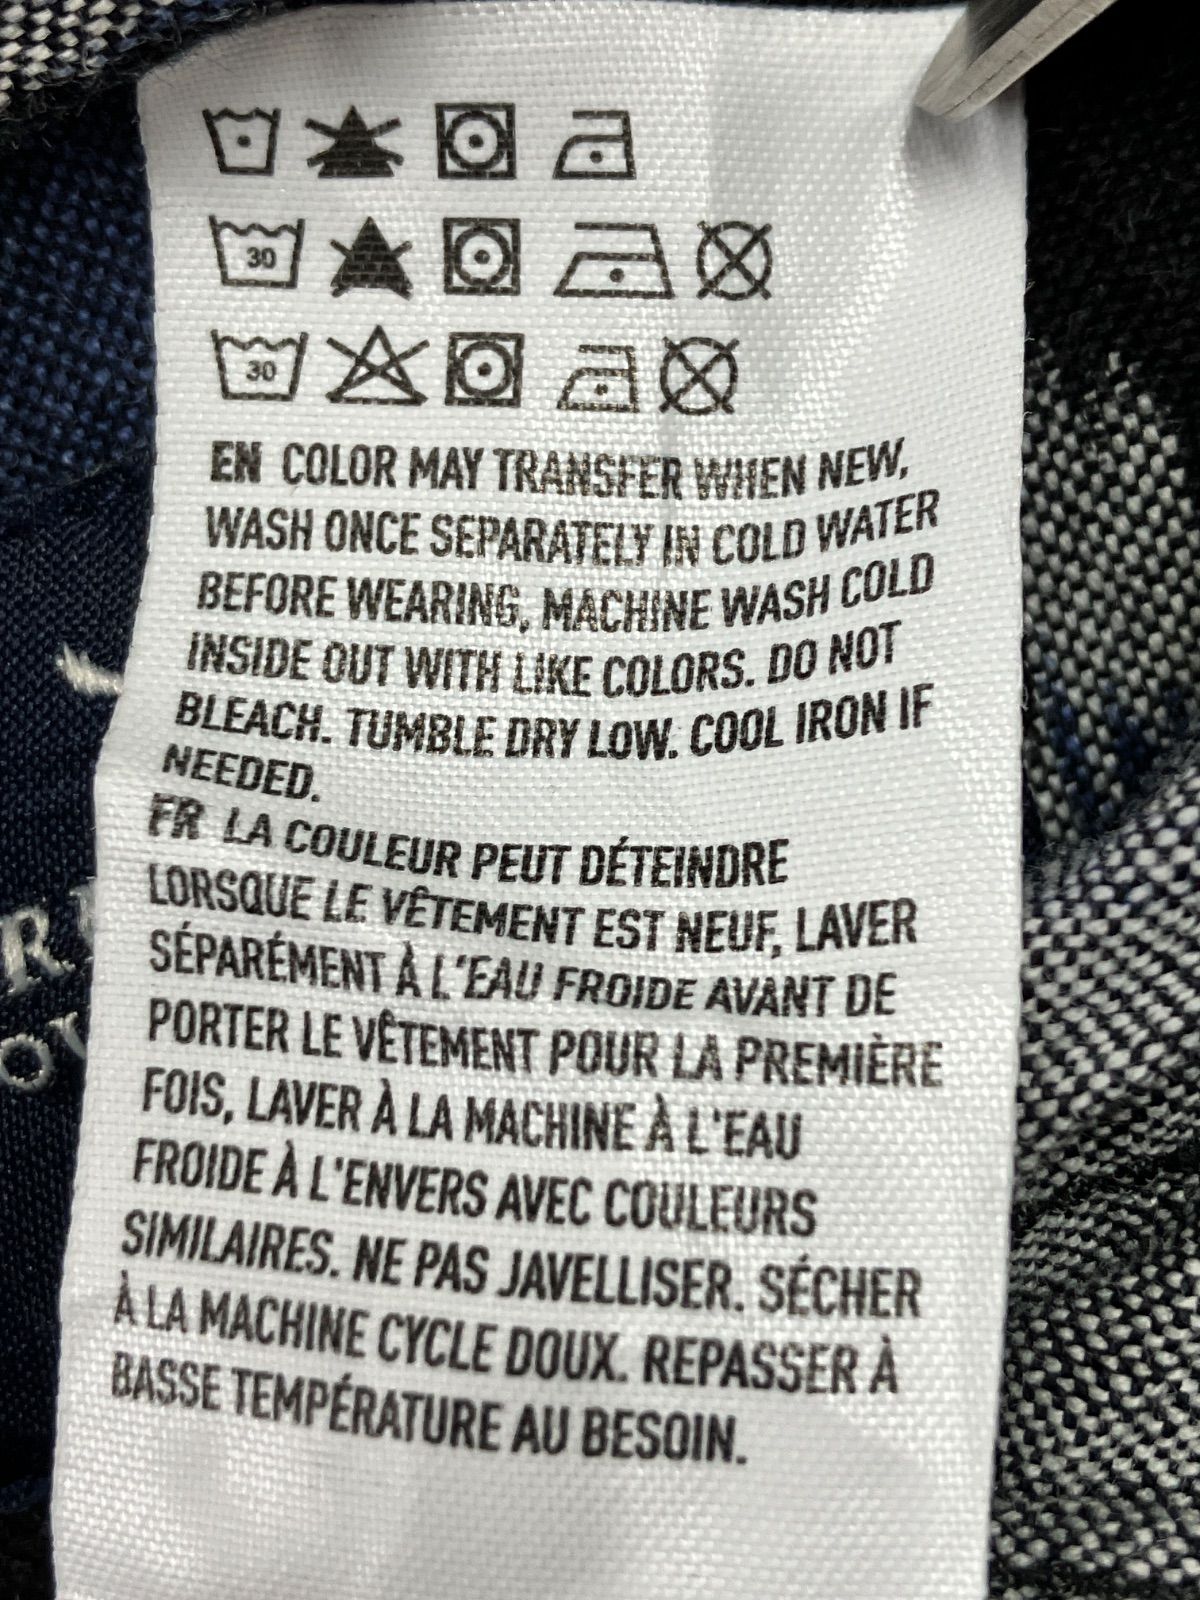 30
30
EN COLOR MAY TRANSFER WHEN NEW,
WASH ONCE SEPARATELY IN COLD WATER
BEFORE WEARING, MACHINE WASH COLD
INSIDE OUT WITH LIKE COLORS. DO NOT
BLEACH. TUMBLE DRY LOW. COOL IRON IF
NEEDED.
FR LA COULEUR PEUT DÉTEINDRE
LORSQUE LE VÊTEMENT EST NEUF, LAVER
SÉPARÉMENT À L'EAU FROIDE AVANT DE
PORTER LE VÊTEMENT POUR LA PREMIÈRE
FOIS, LAVER À LA MACHINE À L'EAU
FROIDE À L'ENVERS AVEC COULEURS
SIMILAIRES. NE PAS JAVELLISER. SÉCHER
À LA MACHINE CYCLE DOUX. REPASSER À
BASSE TEMPÉRATURE AU BESOIN.